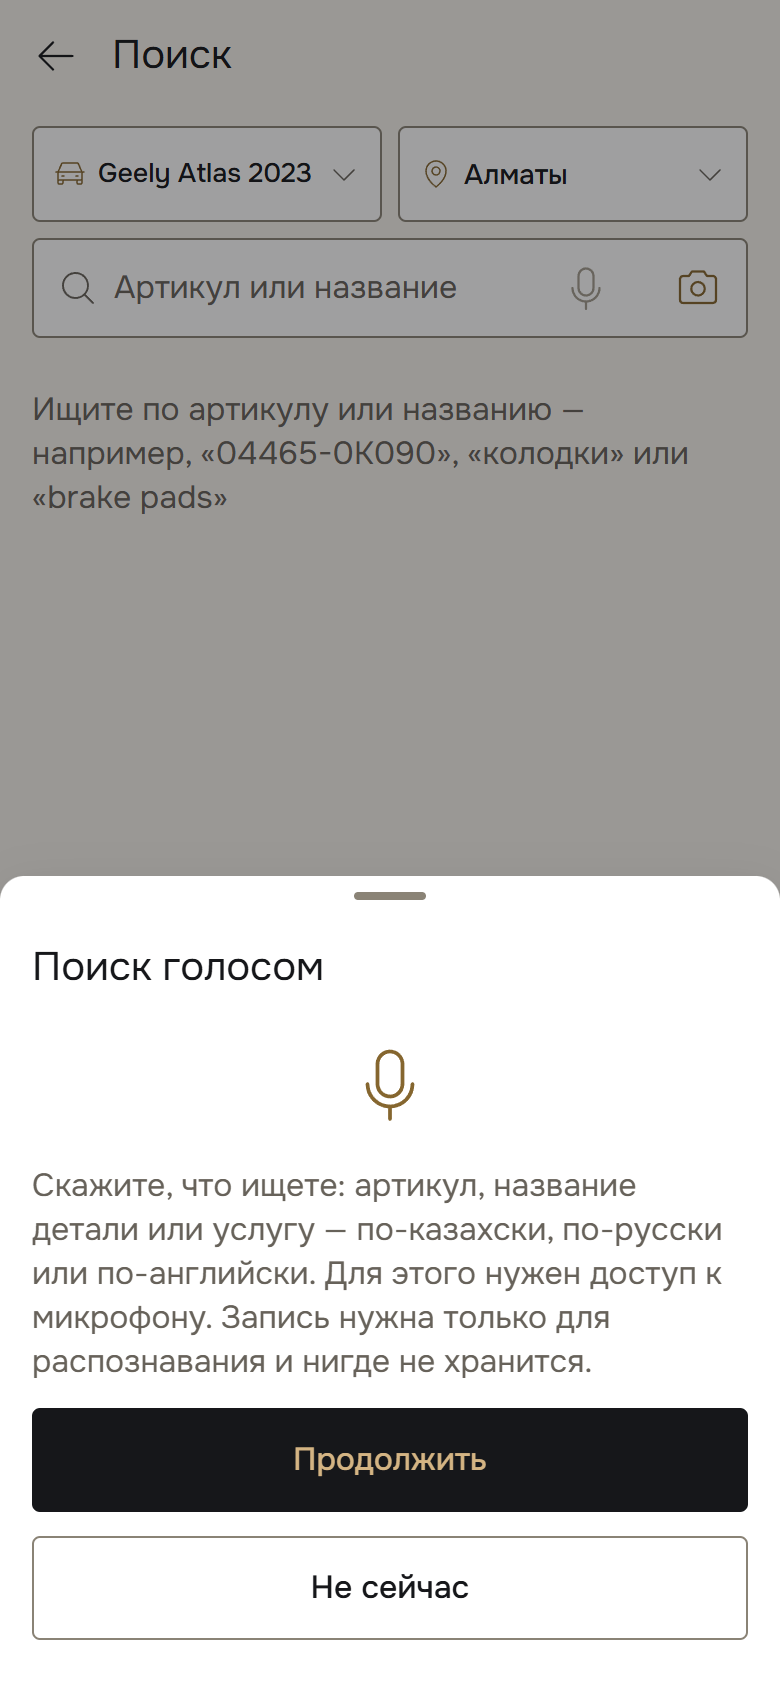 Поиск
Geely Atlas 2023
Алматы
Артикул или название
Ищите по артикулу или названию —
например, «04465-0K090», «колодки» или
«brake pads»
Поиск голосом
Скажите, что ищете: артикул, название
детали или услугу — по-казахски, по-русски
или по-английски. Для этого нужен доступ к
микрофону. Запись нужна только для
распознавания и нигде не хранится.
Продолжить
Не сейчас